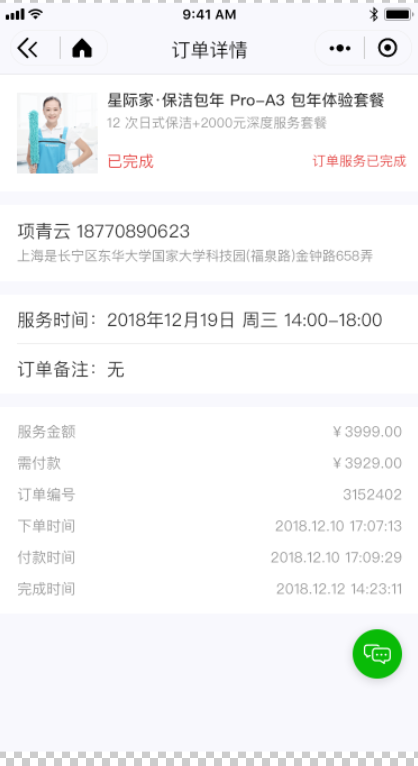 9:41 AM
订单详情
星际家·保洁包年 Pro-A3 包年体验套餐
12 次日式保洁+2000元深度服务套餐
已完成 订单服务已完成
项青云 18770890623
上海是长宁区东华大学国家大学科技园(福泉路)金钟路658弄
服务时间：2018年12月19日 周三 14:00-18:00
订单备注：无
服务金额 ¥3999.00
需付款 ¥3929.00
订单编号 3152402
下单时间 2018.12.10 17:07:13
付款时间 2018.12.10 17:09:29
完成时间 2018.12.12 14:23:11